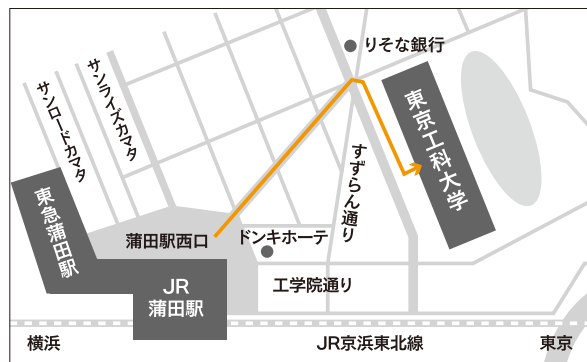 りそな銀行
サンロードカマタ
サンライズカマタ
東京工科大学
すずらん通り
東急蒲田駅
蒲田駅西口
ドンキホーテ
JR
蒲田駅
工学院通り
横浜
JR京浜東北線
東京